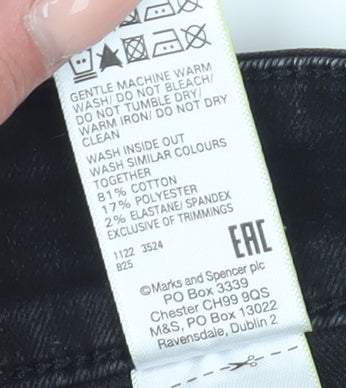 GENTLE MACHINE WARM
WASH/ DO NOT BLEACH/
DO NOT TUMBLE DRY/
WARM IRON/ DO NOT DRY
CLEAN
WASH INSIDE OUT
WASH SIMILAR COLOURS
TOGETHER
81% COTTON
17% POLYESTER
2% ELASTANE/ SPANDEX
EXCLUSIVE OF TRIMMINGS
1122 3524
B25
EAC
©Marks and Spencer plc
PO Box 3339
Chester CH99 9QS
M&S, PO Box 13022
Ravensdale, Dublin 2